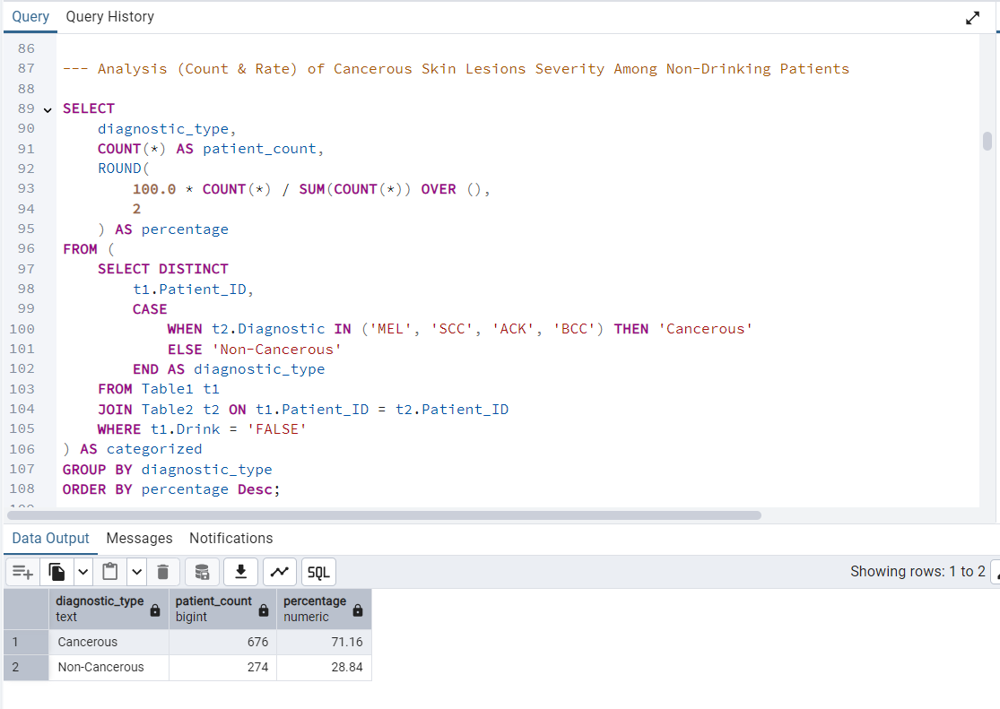 Query Query History
86
87 --- Analysis (Count & Rate) of Cancerous Skin Lesions Severity Among Non-Drinking Patients
88
89 SELECT
90 diagnostic_type,
91 COUNT(*) AS patient_count,
92 ROUND(
93 100.0 * COUNT(*) / SUM(COUNT(*)) OVER (),
94 2
95 ) AS percentage
96 FROM (
97 SELECT DISTINCT
98 t1.Patient_ID,
99 CASE
100 WHEN t2.Diagnostic IN ('MEL', 'SCC', 'ACK', 'BCC') THEN 'Cancerous'
101 ELSE 'Non-Cancerous'
102 END AS diagnostic_type
103 FROM Table1 t1
104 JOIN Table2 t2 ON t1.Patient_ID = t2.Patient_ID
105 WHERE t1.Drink = 'FALSE'
106 ) AS categorized
107 GROUP BY diagnostic_type
108 ORDER BY percentage Desc;
Data Output Messages Notifications
SQL Showing rows: 1 to 2
diagnostic_type patient_count percentage
text bigint numeric
1 Cancerous 676 71.16
2 Non-Cancerous 274 28.84